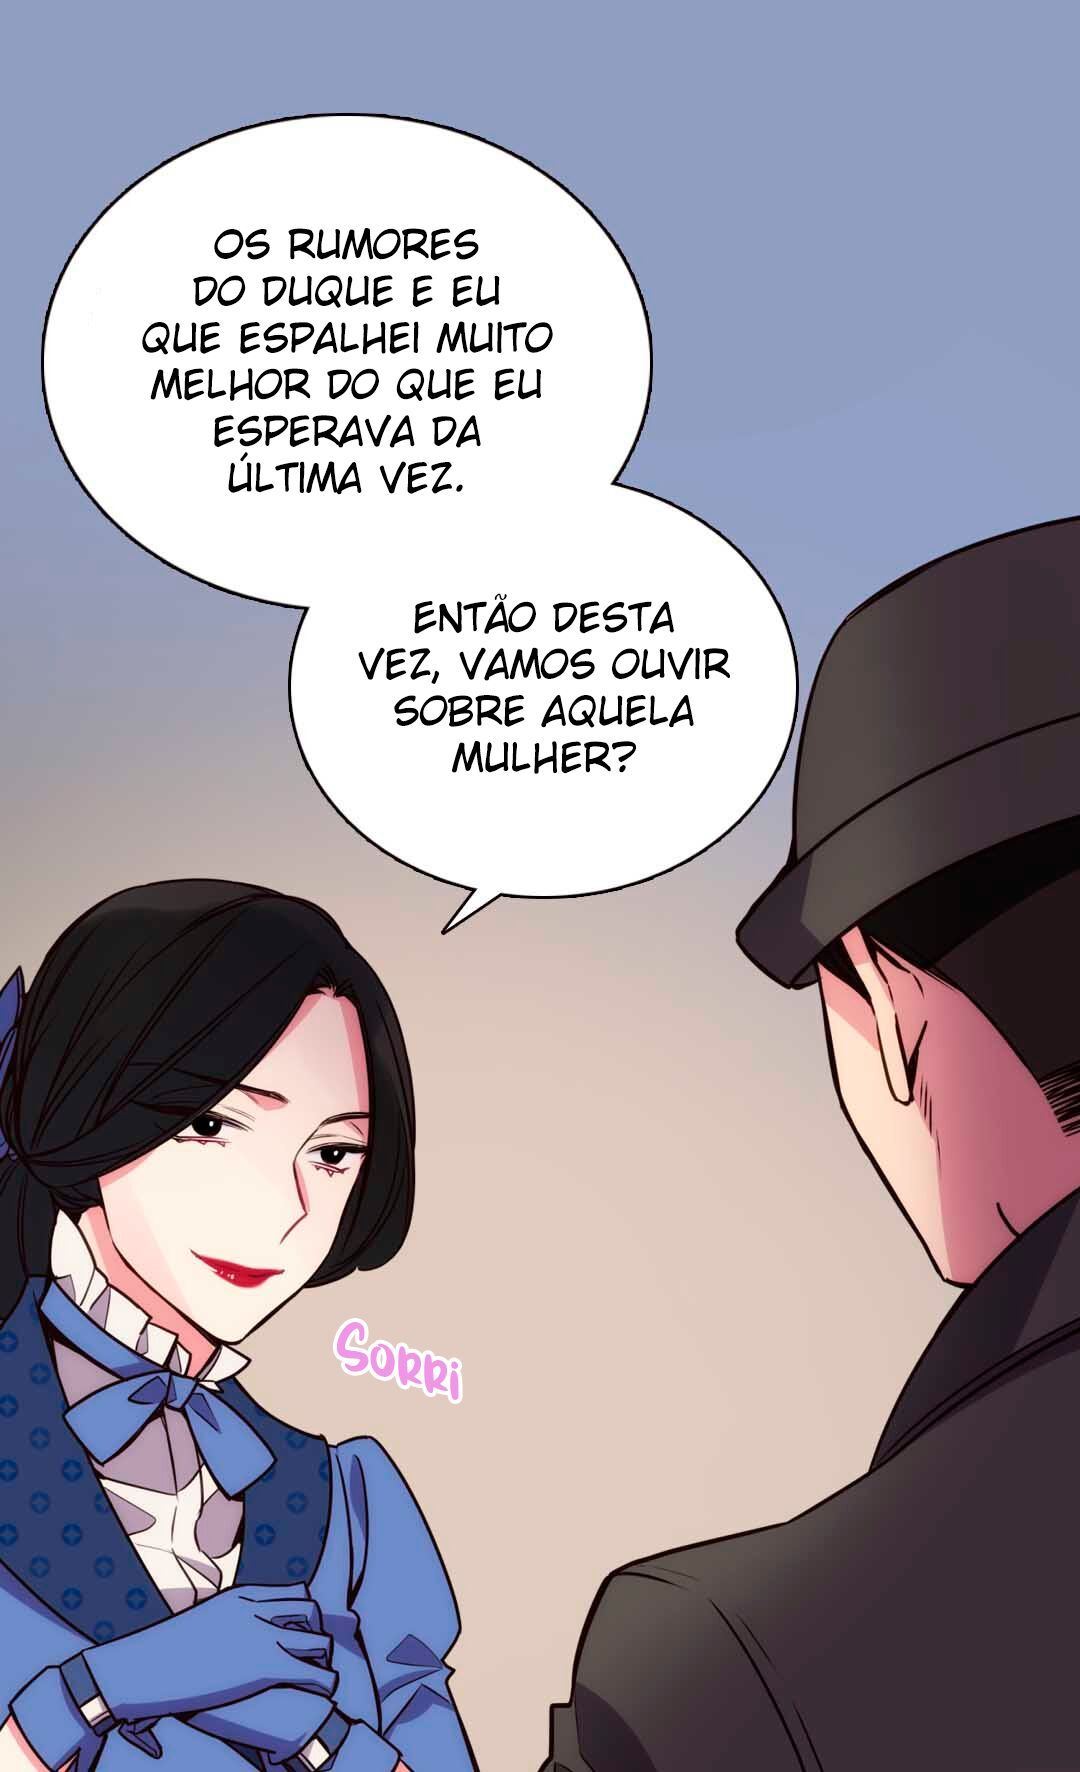 OS RUMORES
DO DUQUE E EU
QUE ESPALHEI MUITO
MELHOR DO QUE EU
ESPERAVA DA
ÚLTIMA VEZ.
ENTÃO DESTA
VEZ, VAMOS OUVIR
SOBRE AQUELA
MULHER?
SORRI